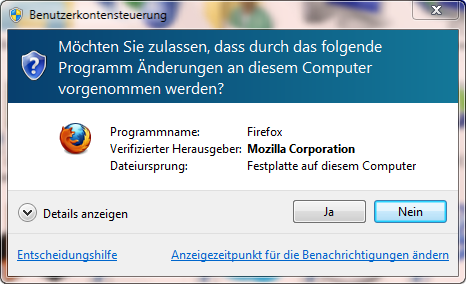 Benutzerkontensteuerung
Möchten Sie zulassen, dass durch das folgende
Programm Änderungen an diesem Computer
vorgenommen werden?
Programmname: Firefox
Verifizierter Herausgeber: Mozilla Corporation
Dateiursprung: Festplatte auf diesem Computer
Details anzeigen
Ja
Nein
Entscheidungshilfe
Anzeigezeitpunkt für die Benachrichtigungen ändern